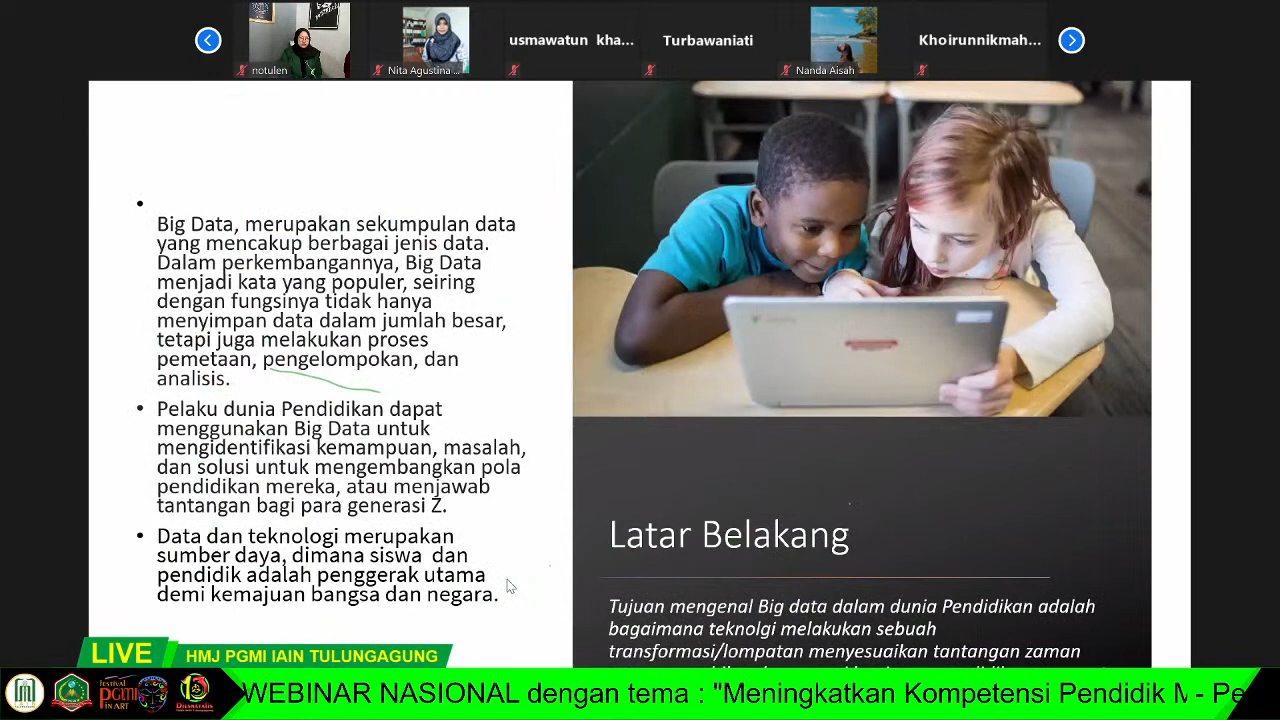 notulen
Nita Agustina ...
usmawatun kha...
Turbawaniati
Nanda Aisah
Khoirunnikmah...
Big Data, merupakan sekumpulan data
yang mencakup berbagai jenis data.
Dalam perkembangannya, Big Data
menjadi kata yang populer, seiring
dengan fungsinya tidak hanya
menyimpan data dalam jumlah besar,
tetapi juga melakukan proses
pemetaan, pengelompokan, dan
analisis.
Pelaku dunia Pendidikan dapat
menggunakan Big Data untuk
mengidentifikasi kemampuan, masalah,
dan solusi untuk mengembangkan pola
pendidikan mereka, atau menjawab
tantangan bagi para generasi Z.
Data dan teknologi merupakan
sumber daya, dimana siswa dan
pendidik adalah penggerak utama
demi kemajuan bangsa dan negara.
Latar Belakang
Tujuan mengenal Big data dalam dunia Pendidikan adalah
bagaimana teknolgi melakukan sebuah
transformasi/lompatan menyesuaikan tantangan zaman
LIVE
HMJ PGMI IAIN TULUNGAGUNG
FESTIVAL
PGMI
IN ART
WEBINAR NASIONAL dengan tema : "Meningkatkan Kompetensi Pendidik M - Pe